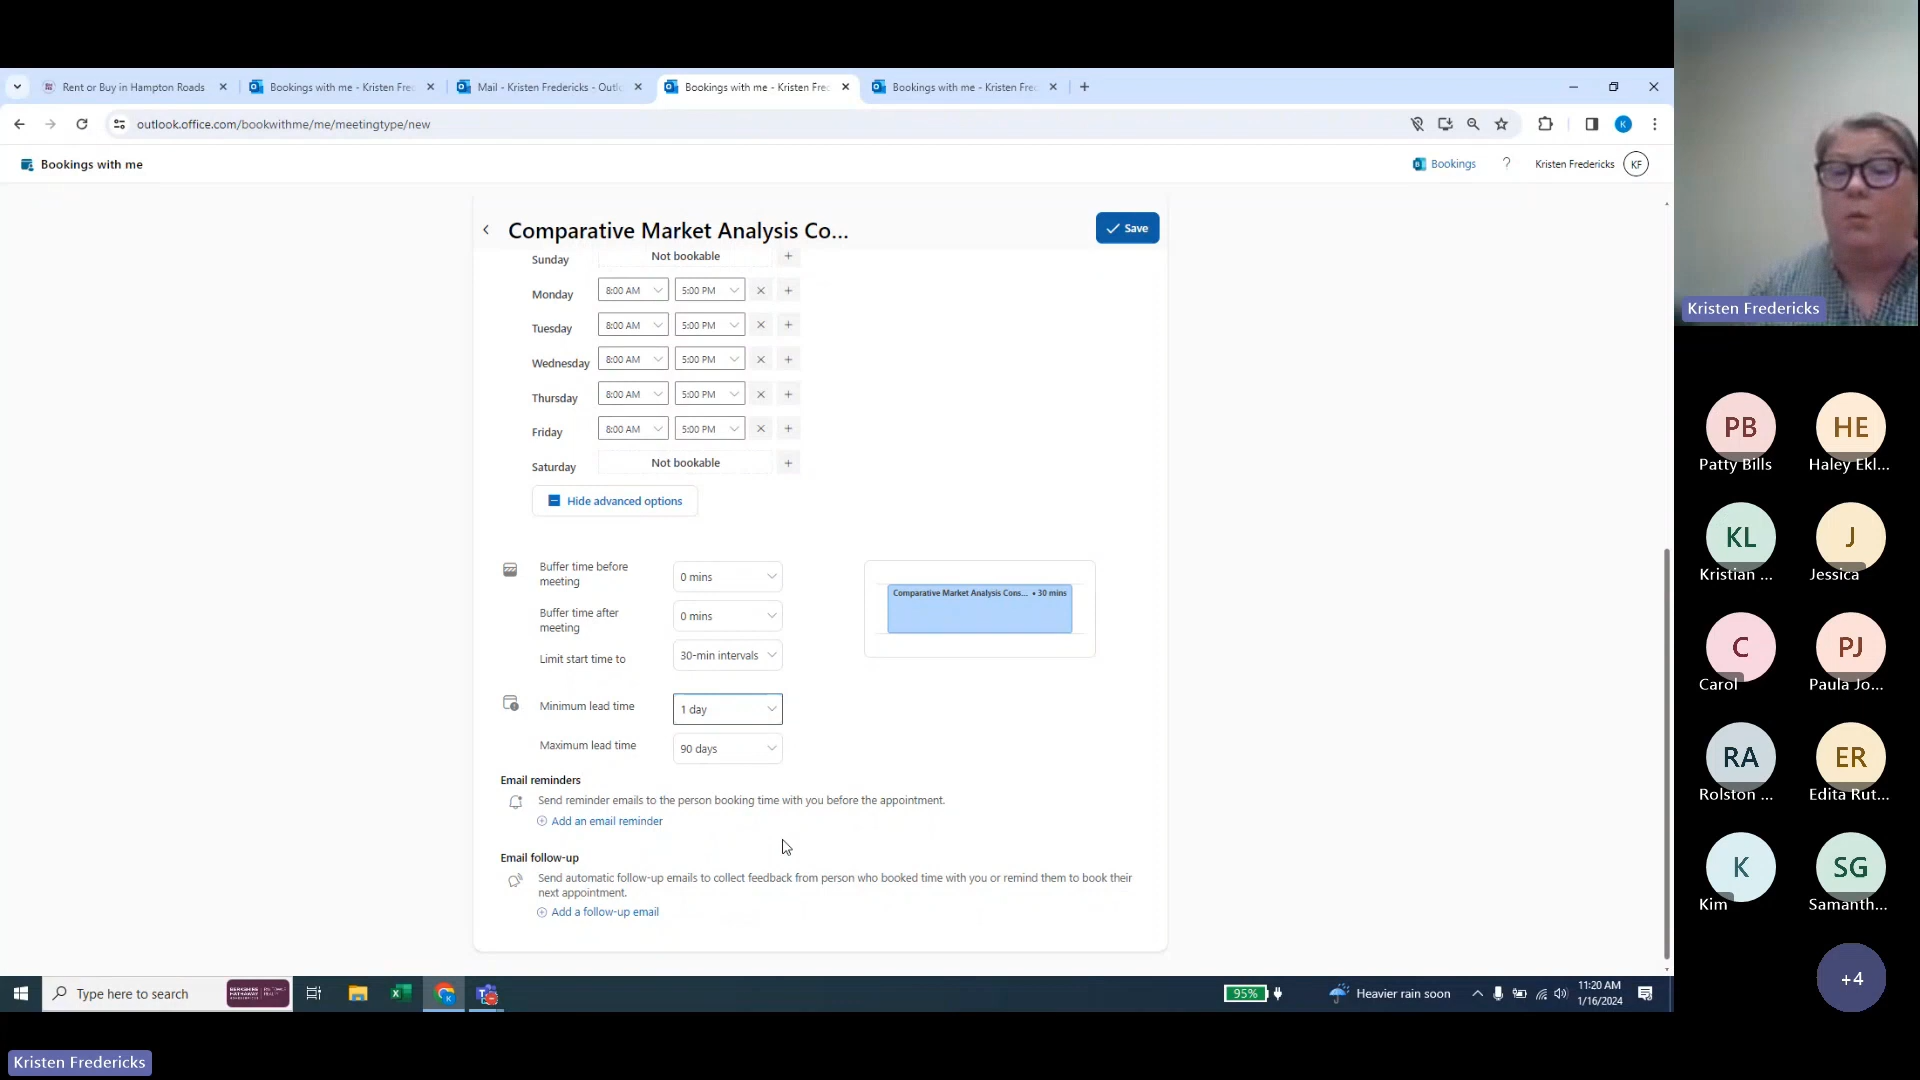 Rent or Buy in Hampton Roads
Bookings with me - Kristen Fre
Mail - Kristen Fredericks - Outl
Bookings with me - Kristen Fre
Bookings with me - Kristen Fre
outlook.office.com/bookwithme/me/meetingtype/new
K
Bookings with me
Bookings
?
Kristen Fredericks
KF
Comparative Market Analysis Co...
Save
Sunday Not bookable
Monday 8:00 AM 5:00 PM
Tuesday 8:00 AM 5:00 PM
Wednesday 8:00 AM 5:00 PM
Thursday 8:00 AM 5:00 PM
Friday 8:00 AM 5:00 PM
Saturday Not bookable
Hide advanced options
Buffer time before
meeting
0 mins
Buffer time after
meeting
0 mins
Limit start time to
30-min intervals
Comparative Market Analysis Cons... • 30 mins
Minimum lead time
1 day
Maximum lead time
90 days
Email reminders
Send reminder emails to the person booking time with you before the appointment.
Add an email reminder
Email follow-up
Send automatic follow-up emails to collect feedback from person who booked time with you or remind them to book their
next appointment.
Add a follow-up email
Type here to search
95%
Heavier rain soon
11:20 AM
1/16/2024
Kristen Fredericks
Kristen Fredericks
PB
Patty Bills
HE
Haley Ekl...
KL
Kristian ...
J
Jessica
C
Carol
PJ
Paula Jo...
RA
Rolston ...
ER
Edita Rut...
K
Kim
SG
Samanth...
+4